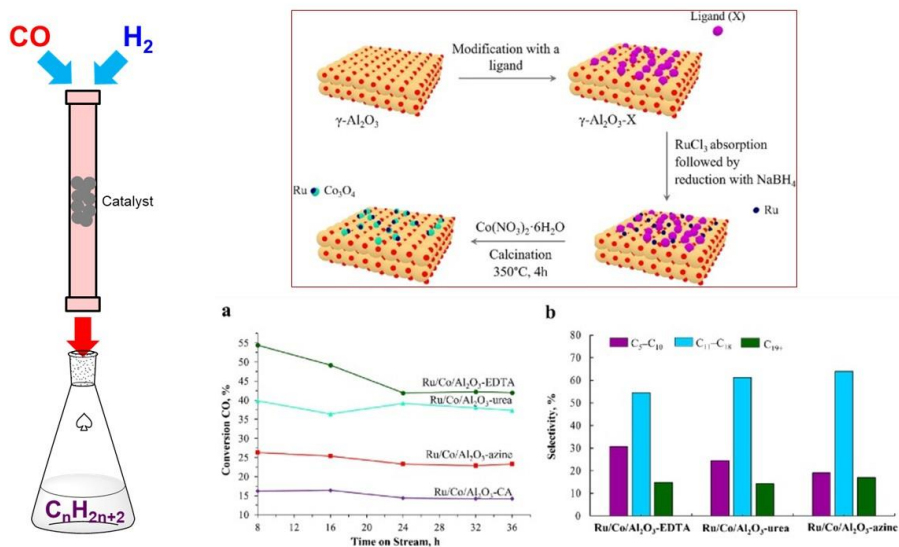 CO
H2
Catalyst
CnH2n+2
Ligand (X)
Modification with a
ligand
γ-Al2O3
γ-Al2O3-X
RuCl3 absorption
followed by
reduction with NaBH4
Ru
Co3O4
Ru
Co(NO3)2·6H2O
Calcination
350°C, 4h
a
Conversion CO, %
55
50
45
40
35
30
25
20
15
10
Ru/Co/Al2O3-EDTA
Ru/Co/Al2O3-urea
Ru/Co/Al2O3-azine
Ru/Co/Al2O3-CA
8 12 16 20 24 28 32 36
Time on Stream, h
b
C5–C10 C11–C18 C19+
Selectivity, %
80
70
60
50
40
30
20
10
0
Ru/Co/Al2O3-EDTA Ru/Co/Al2O3-urea Ru/Co/Al2O3-azine